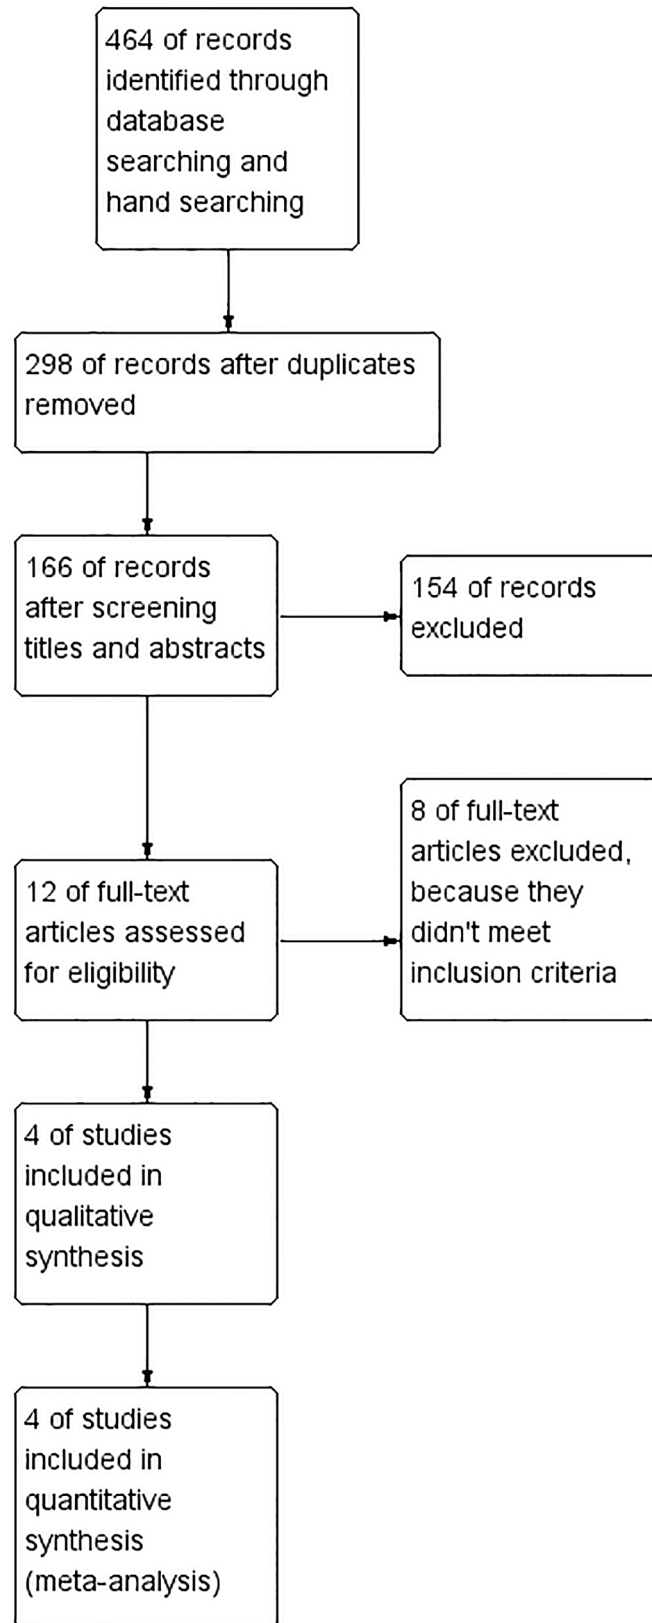 464 of records
identified through
database
searching and
hand searching
298 of records after duplicates
removed
166 of records
after screening
titles and abstracts
154 of records
excluded
8 of full-text
articles excluded,
because they
didn't meet
inclusion criteria
12 of full-text
articles assessed
for eligibility
4 of studies
included in
qualitative
synthesis
4 of studies
included in
quantitative
synthesis
(meta-analysis)